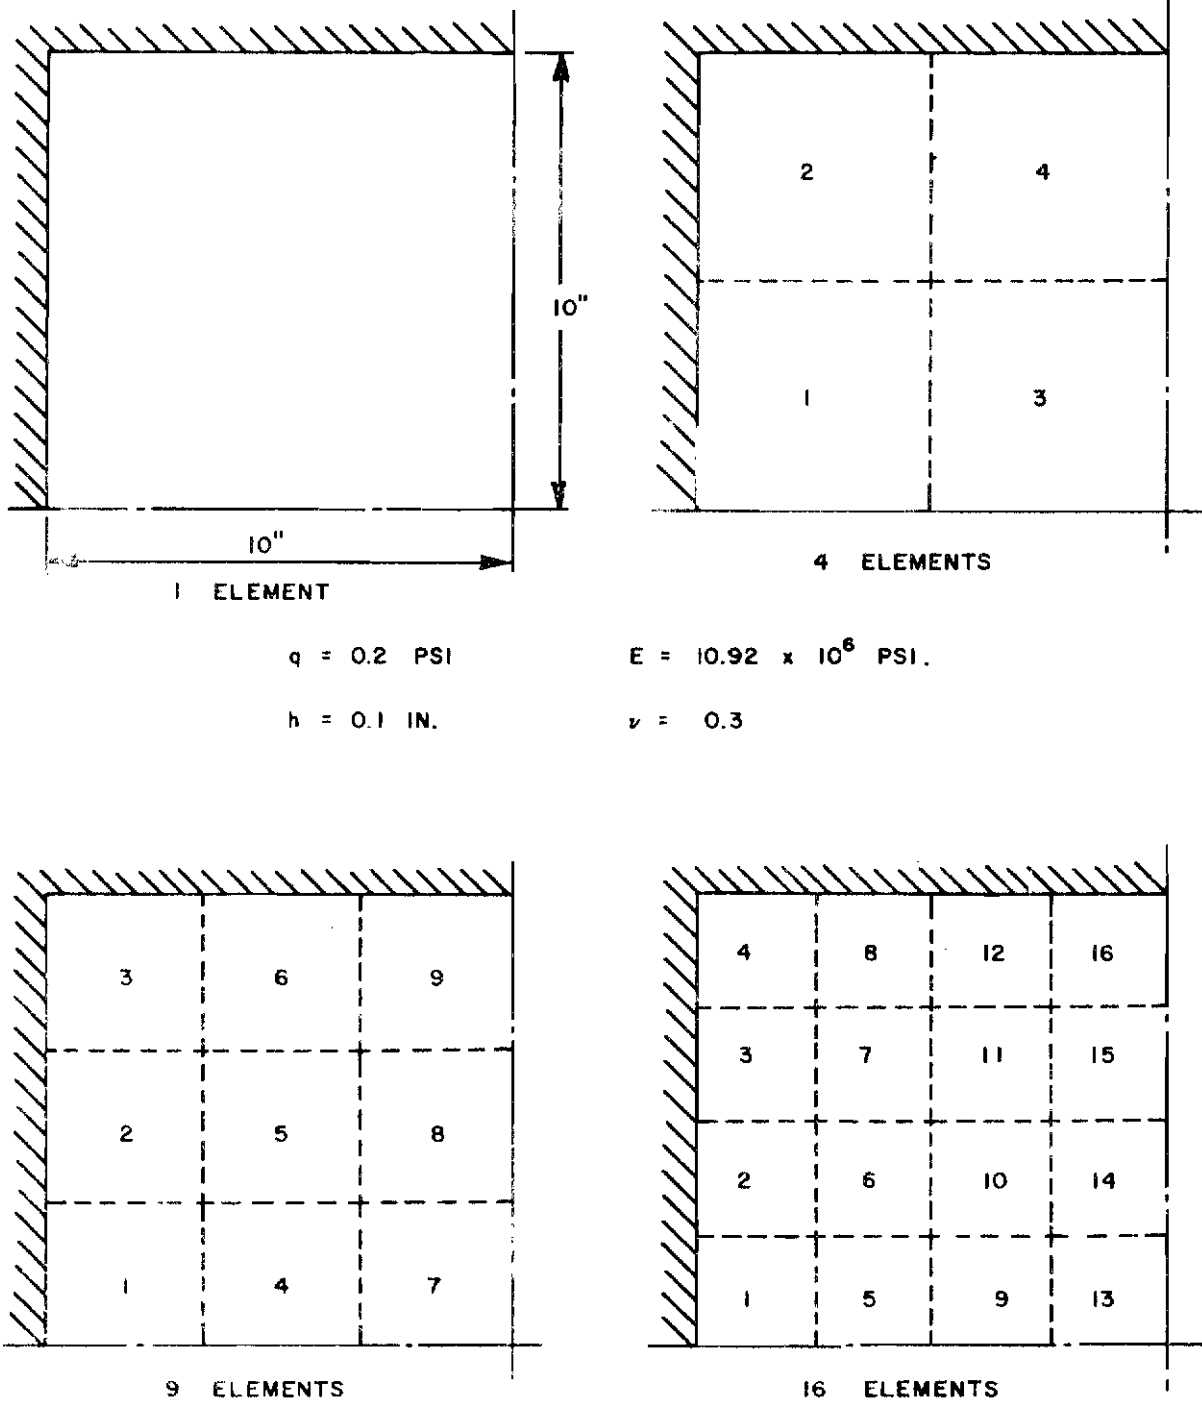 2 4
10"
1 3
10"
1 ELEMENT
4 ELEMENTS
q = 0.2 PSI E = 10.92 x 10⁶ PSI.
h = 0.1 IN. ν = 0.3
3 6 9
2 5 8
1 4 7
9 ELEMENTS
4 8 12 16
3 7 11 15
2 6 10 14
1 5 9 13
16 ELEMENTS